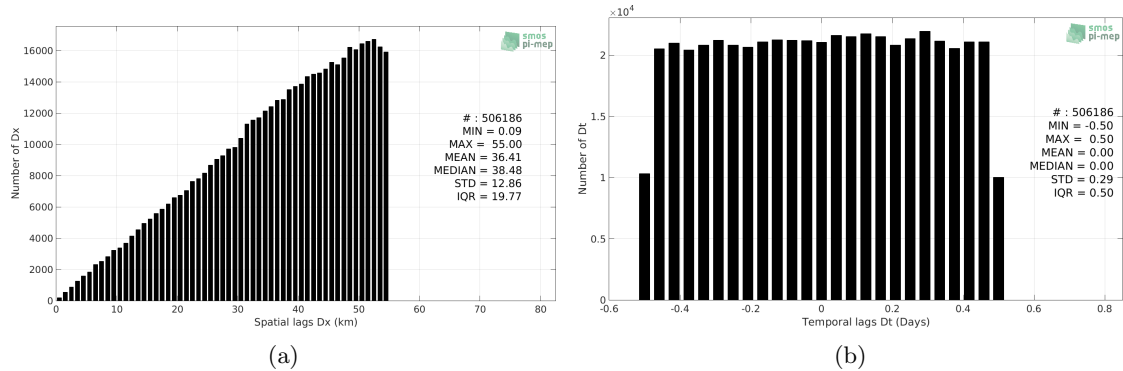 smos
pi-mep
16000
14000
12000
10000
8000
6000
4000
2000
0
Number of Dx
# : 506186
MIN = 0.09
MAX = 55.00
MEAN = 36.41
MEDIAN = 38.48
STD = 12.86
IQR = 19.77
0 10 20 30 40 50 60 70 80
Spatial lags Dx (km)
(a)
×10⁴
smos
pi-mep
2
1.5
1
0.5
0
Number of Dt
# : 506186
MIN = -0.50
MAX = 0.50
MEAN = 0.00
MEDIAN = 0.00
STD = 0.29
IQR = 0.50
-0.6 -0.4 -0.2 0 0.2 0.4 0.6 0.8
Temporal lags Dt (Days)
(b)